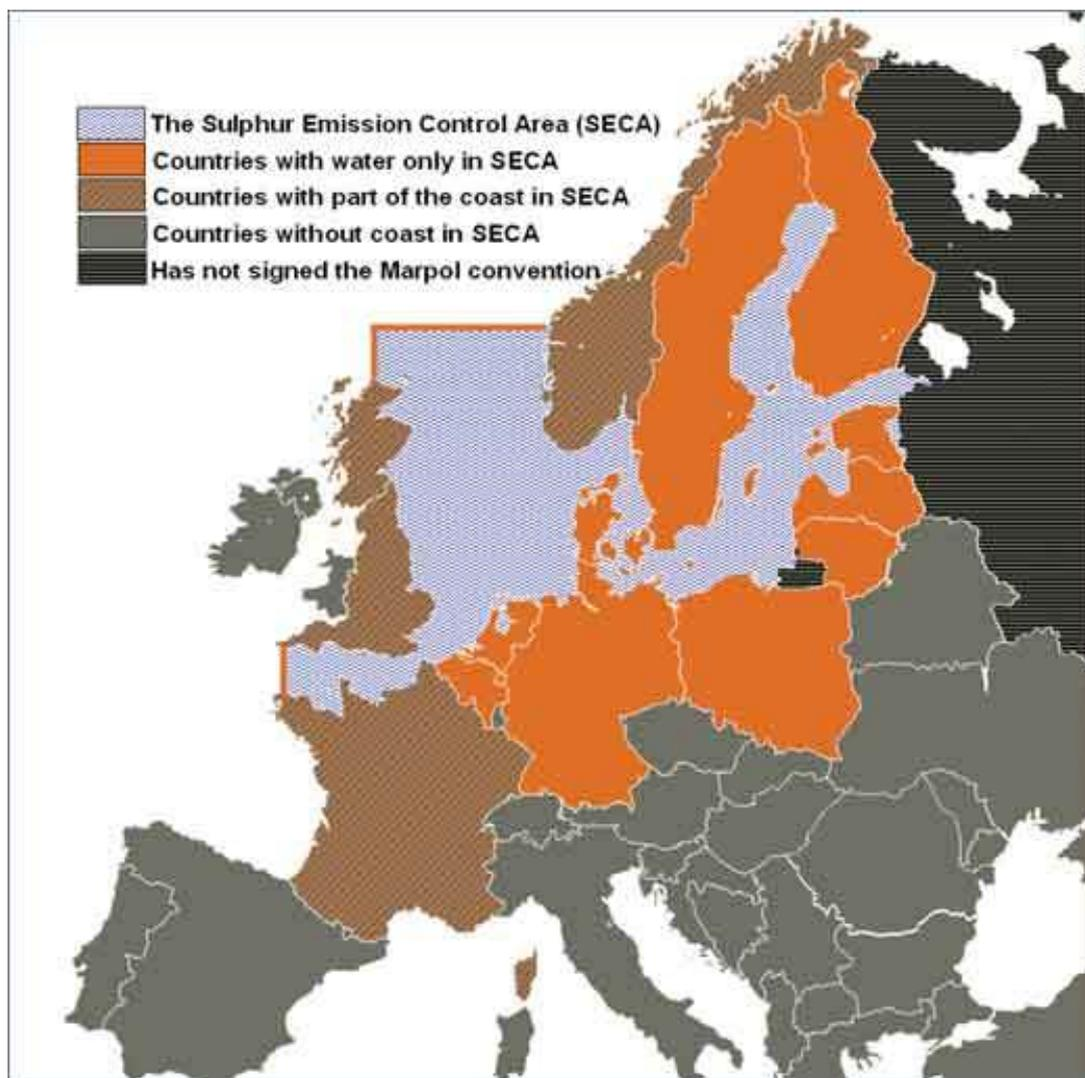 The Sulphur Emission Control Area (SECA)
Countries with water only in SECA
Countries with part of the coast in SECA
Countries without coast in SECA
Has not signed the Marpol convention